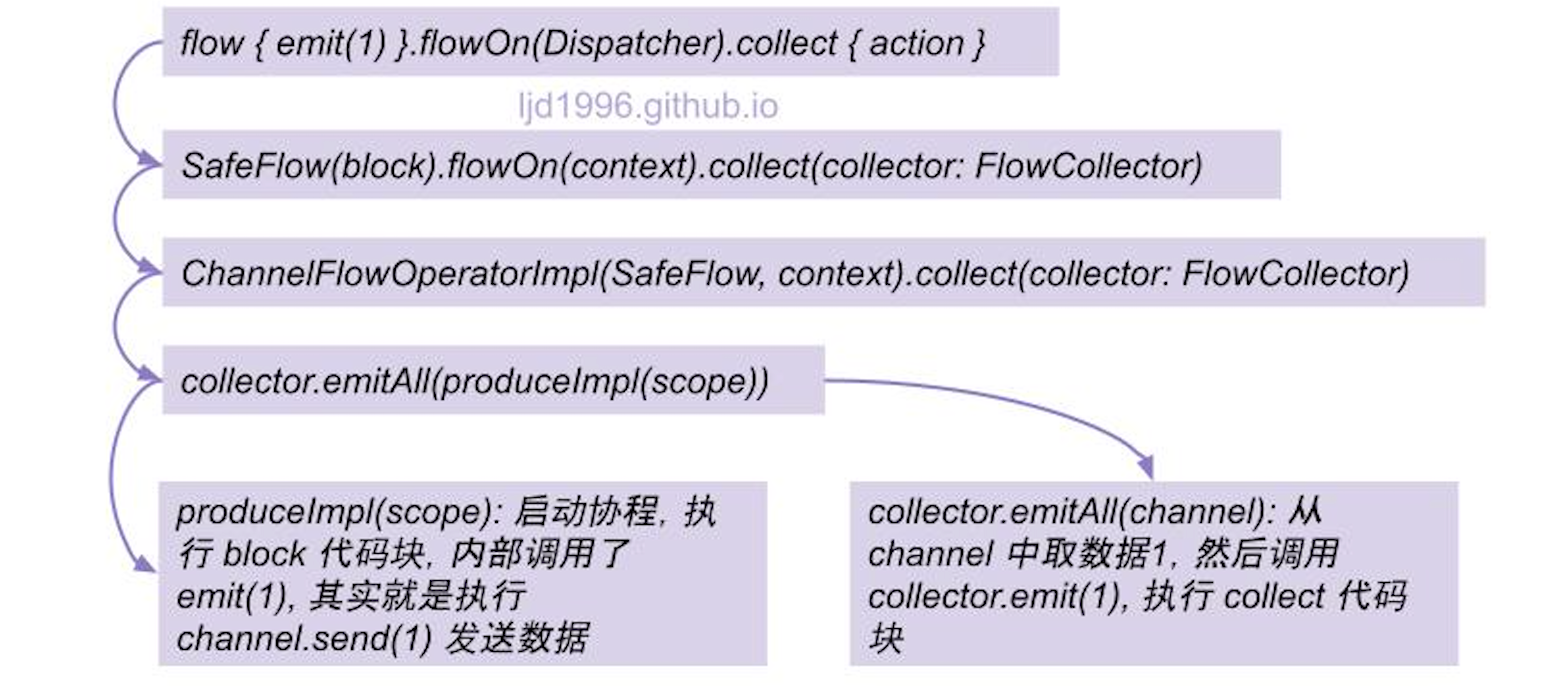 flow { emit(1) }.flowOn(Dispatcher).collect { action }
ljd1996.github.io
SafeFlow(block).flowOn(context).collect(collector: FlowCollector)
ChannelFlowOperatorImpl(SafeFlow, context).collect(collector: FlowCollector)
collector.emitAll(produceImpl(scope))
produceImpl(scope): 启动协程, 执
行 block 代码块, 内部调用了
emit(1), 其实就是执行
channel.send(1) 发送数据
collector.emitAll(channel): 从
channel 中取数据1, 然后调用
collector.emit(1), 执行 collect 代码
块